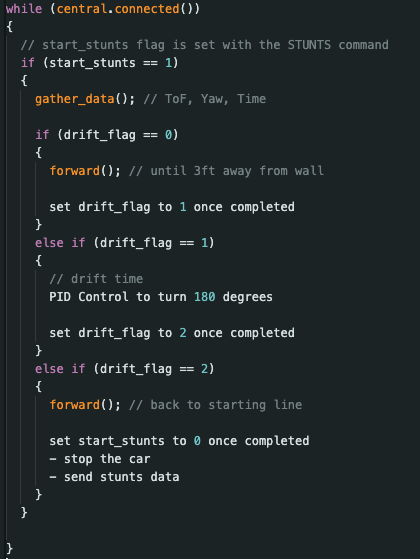 while (central.connected())
{
// start_stunts flag is set with the STUNTS command
if (start_stunts == 1)
{
gather_data(); // ToF, Yaw, Time
if (drift_flag == 0)
{
forward(); // until 3ft away from wall
set drift_flag to 1 once completed
}
else if (drift_flag == 1)
{
// drift time
PID Control to turn 180 degrees
set drift_flag to 2 once completed
}
else if (drift_flag == 2)
{
forward(); // back to starting line
set start_stunts to 0 once completed
- stop the car
- send stunts data
}
}
}